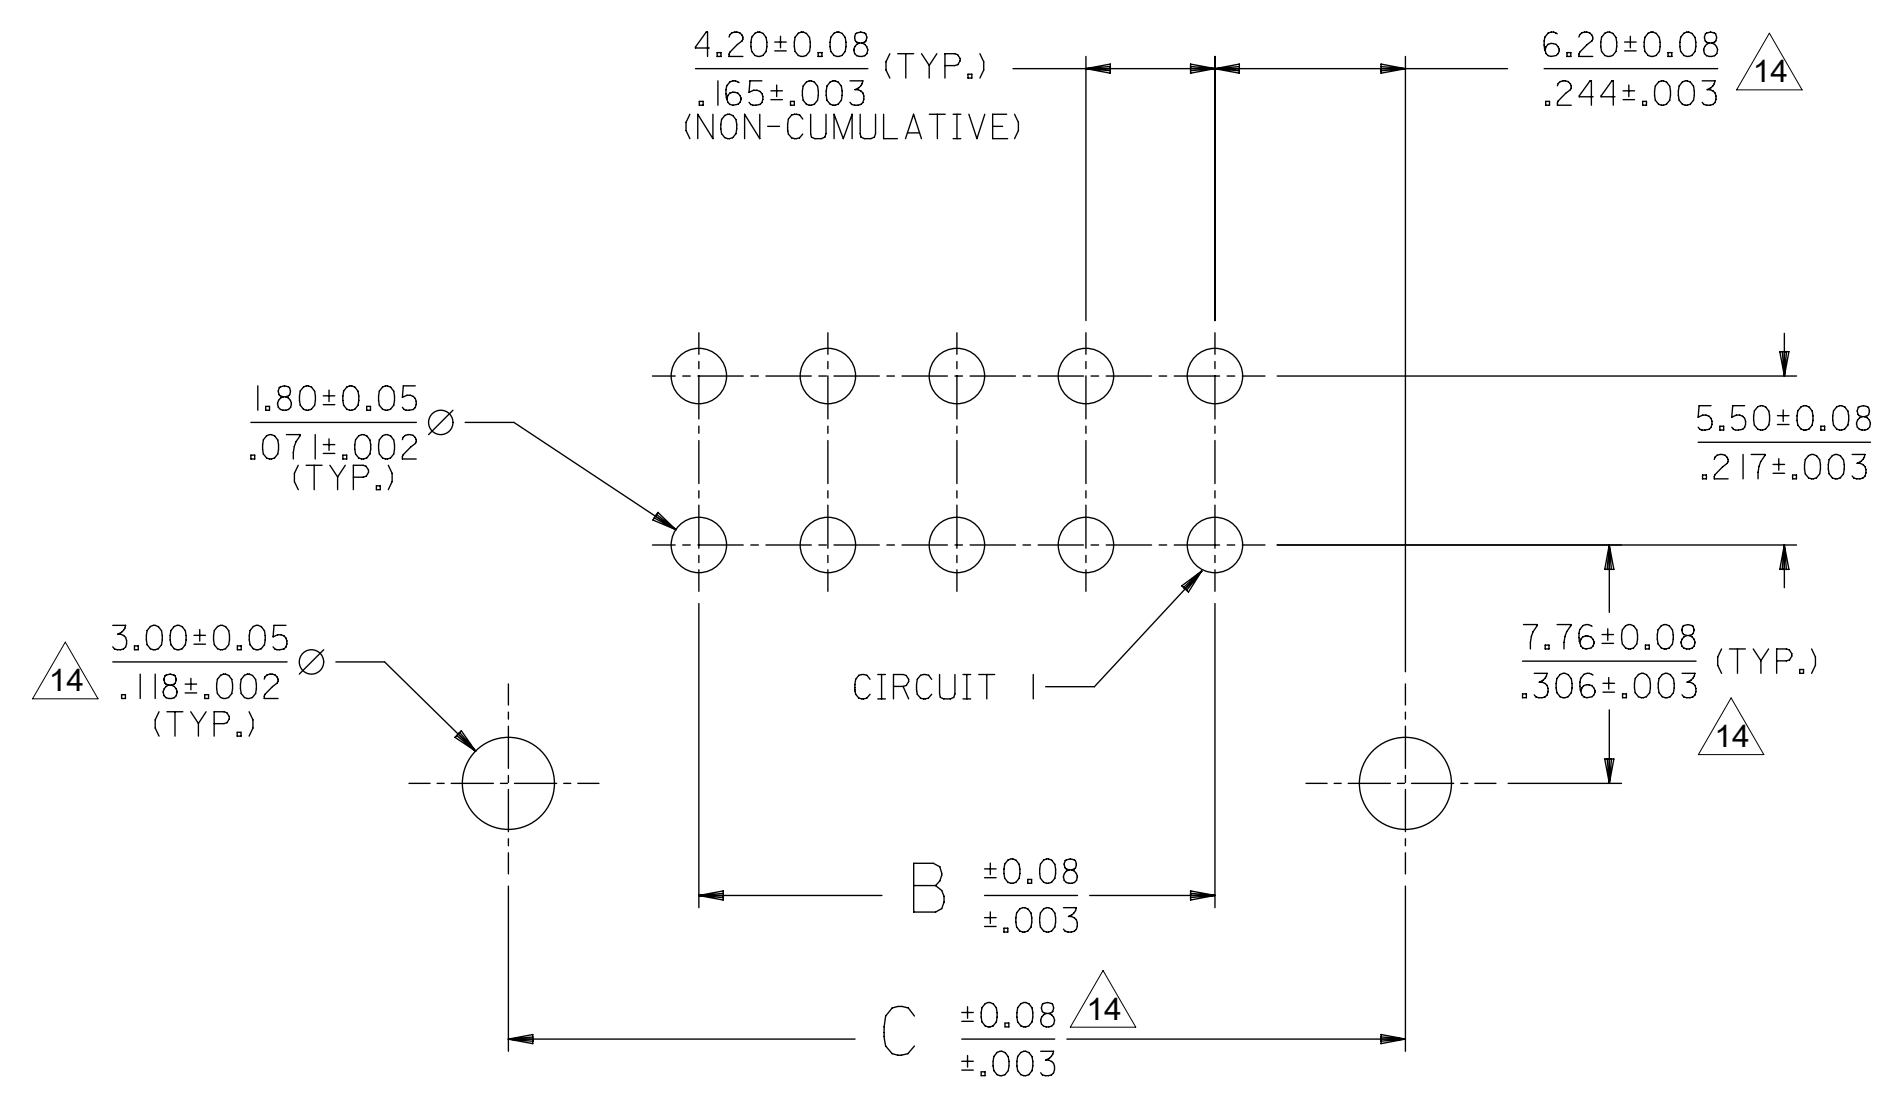 4.20±0.08
.165±.003
(TYP.)
(NON-CUMULATIVE)
6.20±0.08
.244±.003
14
1.80±0.05
.071±.002
⌀
(TYP.)
5.50±0.08
.217±.003
3.00±0.05
.118±.002
⌀
(TYP.)
14
CIRCUIT 1
7.76±0.08
.306±.003
(TYP.)
14
B ±0.08
±.003
C ±0.08
±.003
14